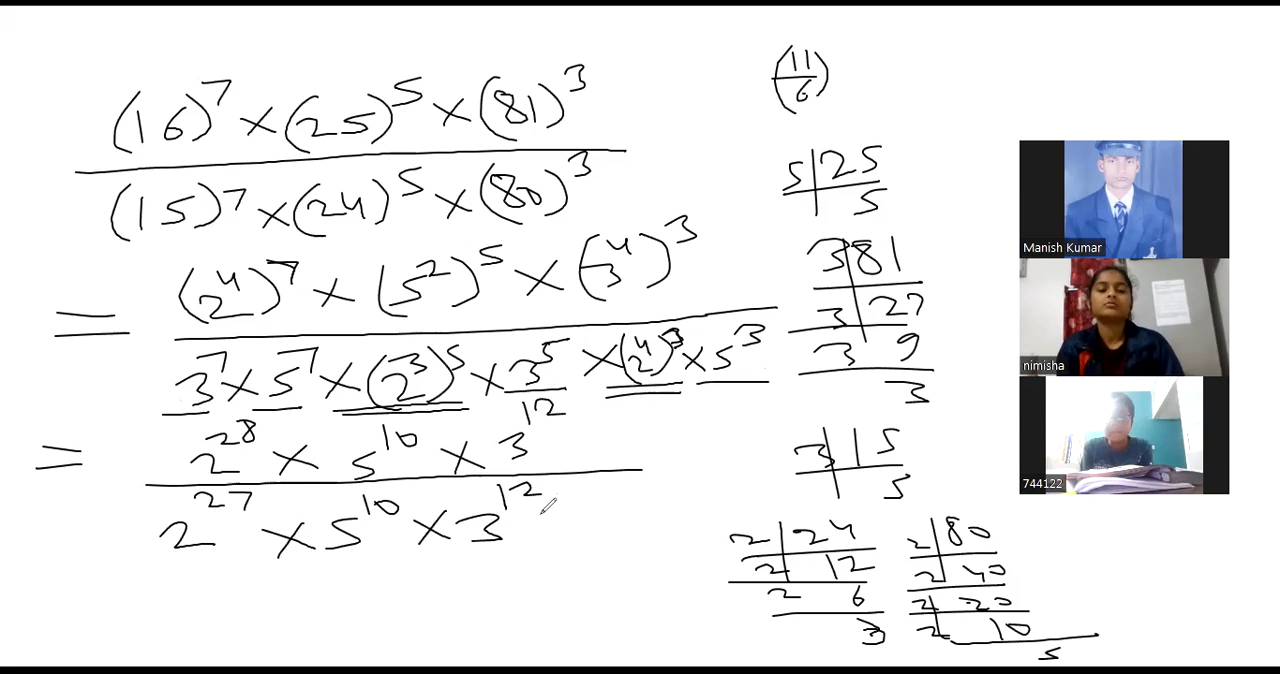 (16)^7 × (25)^5 × (81)^3
(15)^7 × (24)^5 × (80)^3
= (2^4)^7 × (5^2)^5 × (3^4)^3
3^7 × 5^7 × (2^3)^5 × 3^5 × (2^4)^3 × 5^3
= 2^28 × 5^10 × 3^12
2^27 × 5^10 × 3^12
(11/6)
5 | 25
5
3 | 81
3 | 27
3 9
3
3 | 15
5
2 | 24
2 | 12
2 6
3
2 | 80
2 | 40
2 | 20
2 | 10
5
Manish Kumar
nimisha
744122